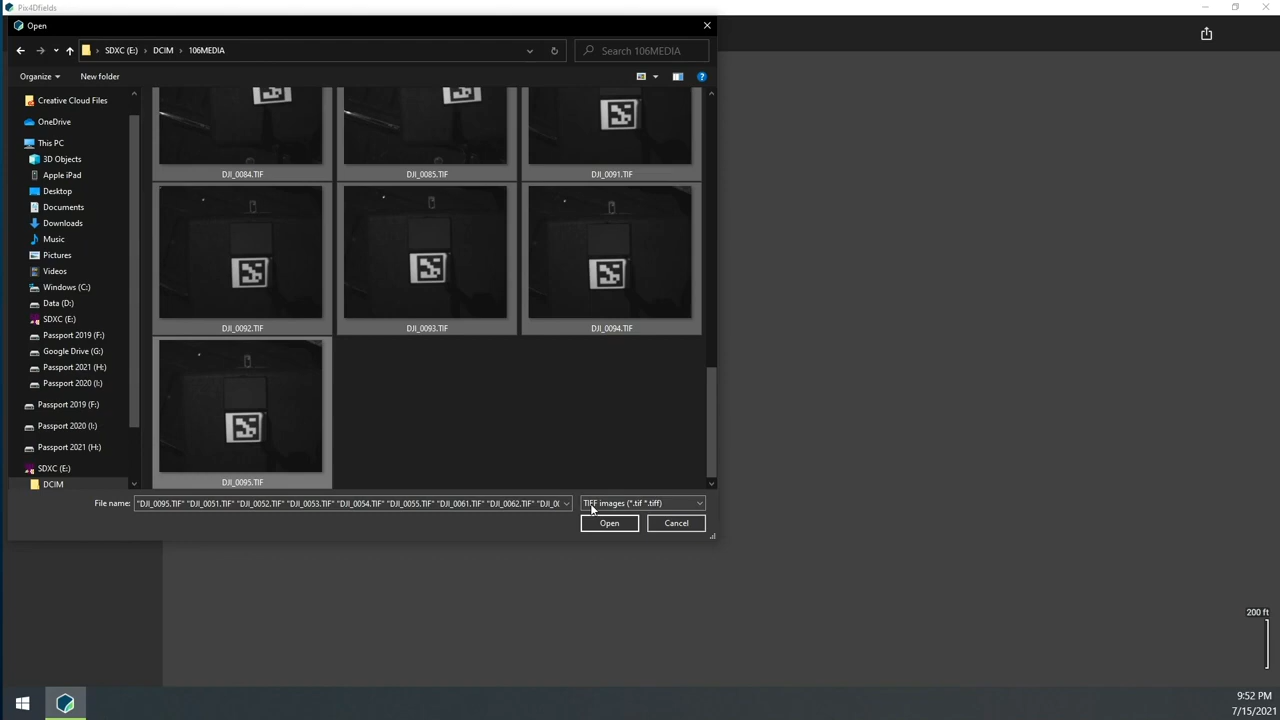 Pix4Dfields
Open
SDXC (E:) › DCIM › 106MEDIA
Search 106MEDIA
Organize
New folder
Creative Cloud Files
OneDrive
This PC
3D Objects
Apple iPad
Desktop
Documents
Downloads
Music
Pictures
Videos
Windows (C:)
Data (D:)
SDXC (E:)
Passport 2019 (F:)
Google Drive (G:)
Passport 2021 (H:)
Passport 2020 (I:)
Passport 2019 (F:)
Passport 2020 (I:)
Passport 2021 (H:)
SDXC (E:)
DCIM
DJI_0084.TIF
DJI_0085.TIF
DJI_0091.TIF
DJI_0092.TIF
DJI_0093.TIF
DJI_0094.TIF
DJI_0095.TIF
File name:
"DJI_0095.TIF" "DJI_0051.TIF" "DJI_0052.TIF" "DJI_0053.TIF" "DJI_0054.TIF" "DJI_0055.TIF" "DJI_0061.TIF" "DJI_0062.TIF" "DJI_0(
TIFF images (*.tif *.tiff)
Open
Cancel
200 ft
9:52 PM
7/15/2021